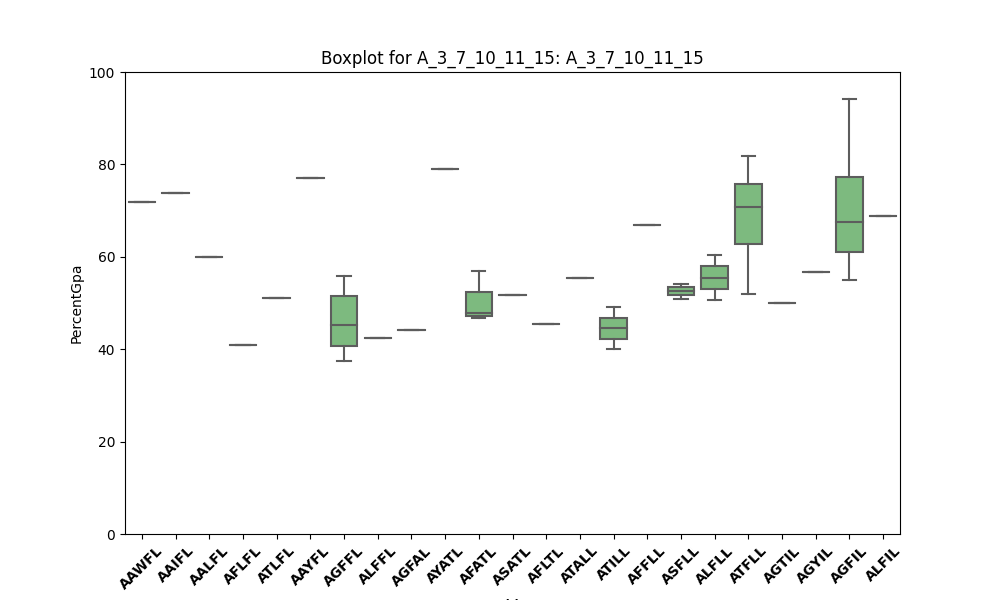 Boxplot for A_3_7_10_11_15: A_3_7_10_11_15
PercentGpa
100
80
60
40
20
0
AAWFL
AAIFL
AALFL
AFLFL
ATLFL
AAYFL
AGFFL
ALFFL
AGFAL
AYATL
AFATL
ASATL
AFLTL
ATALL
ATILL
AFFLL
ASFLL
ALFLL
ATFLL
AGTIL
AGYIL
AGFIL
ALFIL